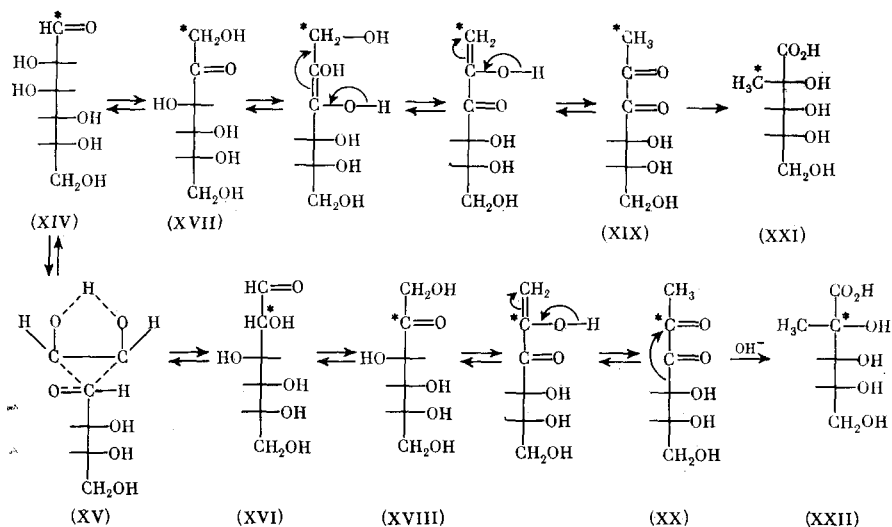 * HC=O
HO
HO
OH
OH
CH₂OH
(XIV)
* CH₂OH
C=O
HO
OH
OH
CH₂OH
(XVII)
* CH₂—OH
COH
C—O—H
OH
OH
CH₂OH
* CH₂
C—O—H
C=O
OH
OH
CH₂OH
* CH₃
C=O
C=O
OH
OH
CH₂OH
(XIX)
CO₂H
H₃C* OH
OH
OH
CH₂OH
(XXI)
H
O O
H H
C C
O=C—H
OH
OH
CH₂OH
(XV)
HC=O
* CHOH
HO
OH
OH
CH₂OH
(XVI)
CH₂OH
* C=O
HO
OH
OH
CH₂OH
(XVIII)
CH₂
* C—O—H
C=O
OH
OH
CH₂OH
CH₃
* C=O
C=O
OH
OH
CH₂OH
(XX)
OH⁻
CO₂H
H₃C—C* OH
OH
OH
CH₂OH
(XXII)